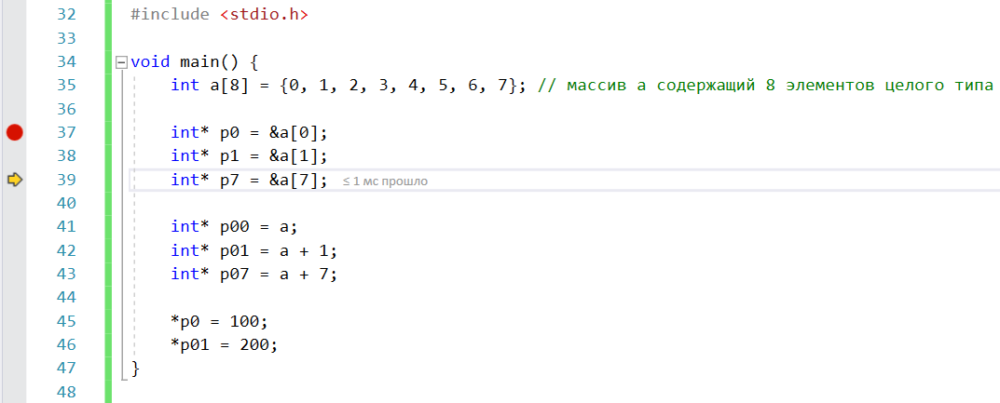 32 #include <stdio.h>
33
34 void main() {
35 int a[8] = {0, 1, 2, 3, 4, 5, 6, 7}; // массив a содержащий 8 элементов целого типа
36
37 int* p0 = &a[0];
38 int* p1 = &a[1];
39 int* p7 = &a[7]; ≤ 1 мс прошло
40
41 int* p00 = a;
42 int* p01 = a + 1;
43 int* p07 = a + 7;
44
45 *p0 = 100;
46 *p01 = 200;
47 }
48